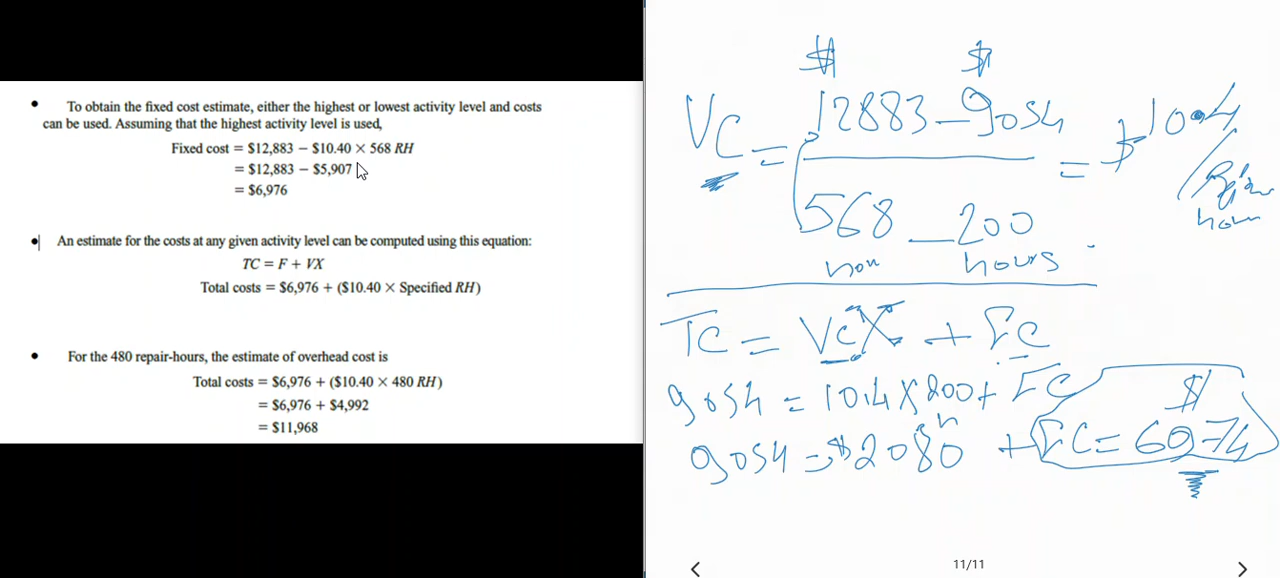 • To obtain the fixed cost estimate, either the highest or lowest activity level and costs
can be used. Assuming that the highest activity level is used,
Fixed cost = $12,883 − $10.40 × 568 RH
= $12,883 − $5,907
= $6,976
• An estimate for the costs at any given activity level can be computed using this equation:
TC = F + VX
Total costs = $6,976 + ($10.40 × Specified RH)
• For the 480 repair-hours, the estimate of overhead cost is
Total costs = $6,976 + ($10.40 × 480 RH)
= $6,976 + $4,992
= $11,968
$ $
VC = 12883 − 9054 = $ 10.4 /
568 − 200
hours
TC = VC X + FC
9054 = 10.4 × 200 + FC
9054 = $2080 + FC = 6974
$
11/11